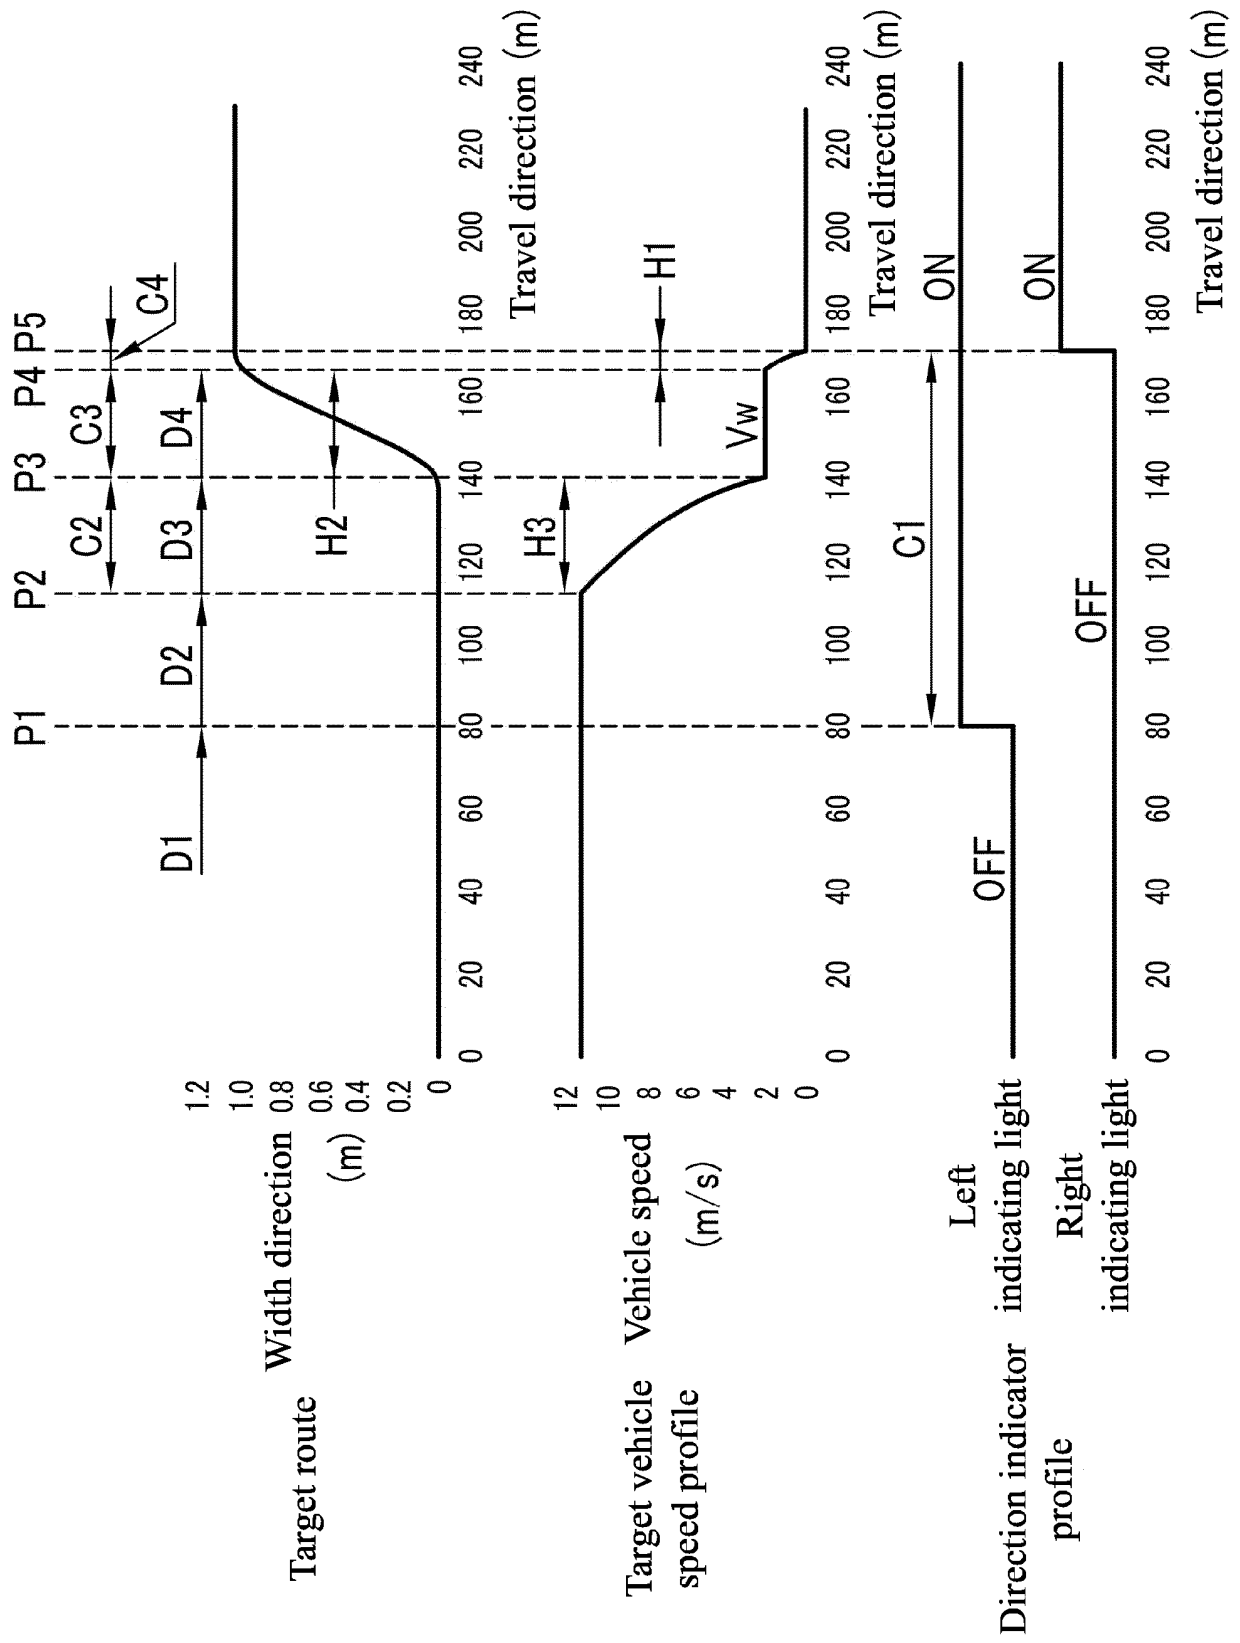 P1 P2 P3 P4 P5
C2 C3 C4
D1 D2 D3 D4
H2
Target route
Width direction
(m)
1.2
1.0
0.8
0.6
0.4
0.2
0
0 20 40 60 80 100 120 140 160 180 200 220 240
Travel direction (m)
H3 H1
Vw
Target vehicle
speed profile
Vehicle speed
(m/s)
12
10
8
6
4
2
0
0 20 40 60 80 100 120 140 160 180 200 220 240
Travel direction (m)
C1
Direction indicator
profile
Left
indicating light
OFF ON
Right
indicating light
OFF ON
0 20 40 60 80 100 120 140 160 180 200 220 240
Travel direction (m)